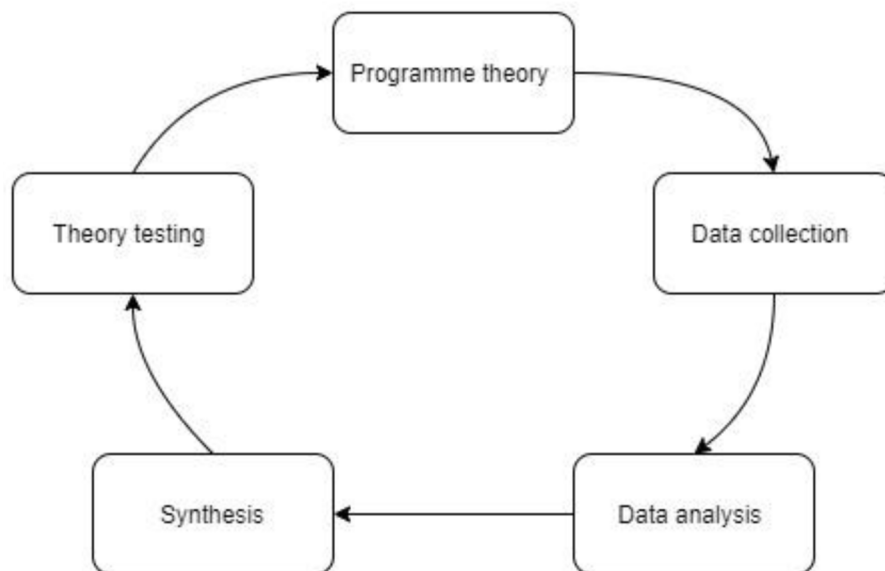 Programme theory
Theory testing
Data collection
Synthesis
Data analysis